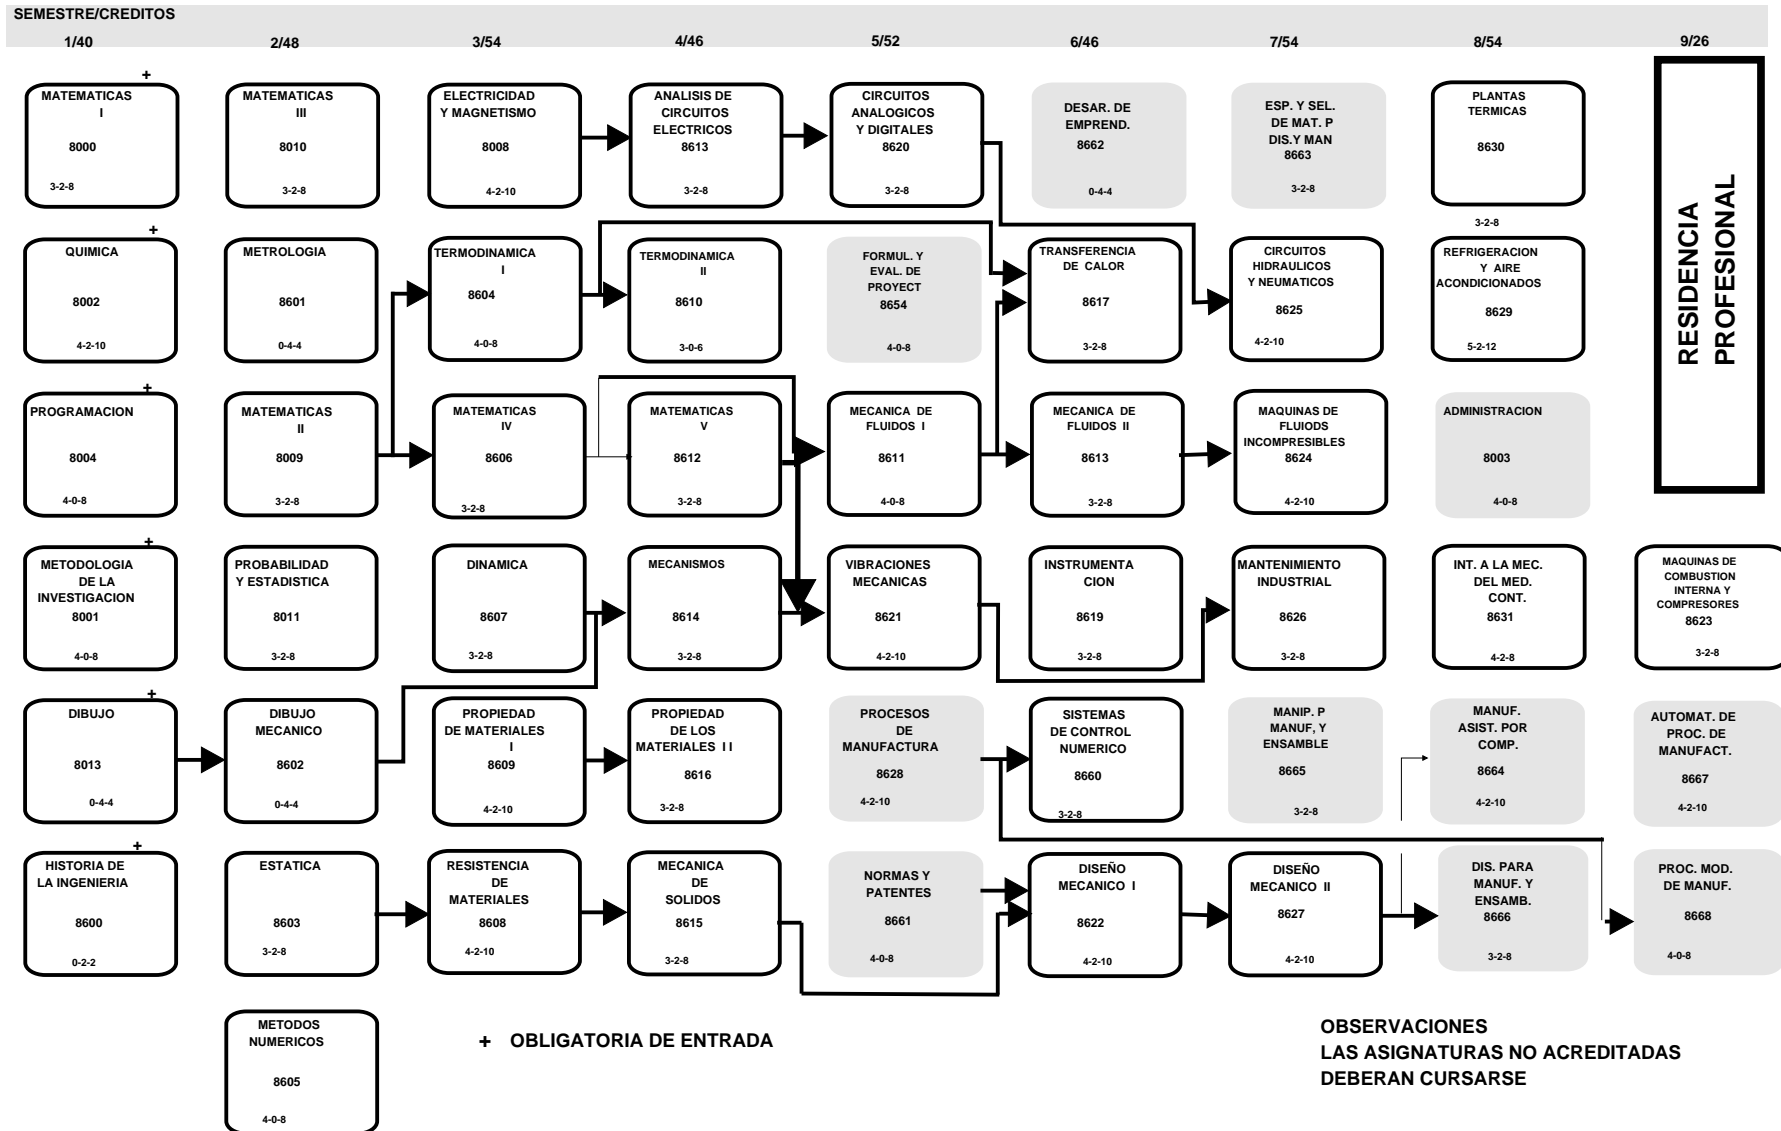 SEMESTRE/CREDITOS
1/40 2/48 3/54 4/46 5/52 6/46 7/54 8/54 9/26
+
MATEMATICAS
I
8000
3-2-8
MATEMATICAS
III
8010
3-2-8
ELECTRICIDAD
Y MAGNETISMO
8008
4-2-10
ANALISIS DE
CIRCUITOS
ELECTRICOS
8613
3-2-8
CIRCUITOS
ANALOGICOS
Y DIGITALES
8620
3-2-8
DESAR. DE
EMPREND.
8662
0-4-4
ESP. Y SEL.
DE MAT. P
DIS.Y MAN
8663
3-2-8
PLANTAS
TERMICAS
8630
3-2-8
RESIDENCIA
PROFESIONAL
+
QUIMICA
8002
4-2-10
METROLOGIA
8601
0-4-4
TERMODINAMICA
I
8604
4-0-8
TERMODINAMICA
II
8610
3-0-6
FORMUL. Y
EVAL. DE
PROYECT
8654
4-0-8
TRANSFERENCIA
DE CALOR
8617
3-2-8
CIRCUITOS
HIDRAULICOS
Y NEUMATICOS
8625
4-2-10
REFRIGERACION
Y AIRE
ACONDICIONADOS
8629
5-2-12
+
PROGRAMACION
8004
4-0-8
MATEMATICAS
II
8009
3-2-8
MATEMATICAS
IV
8606
3-2-8
MATEMATICAS
V
8612
3-2-8
MECANICA DE
FLUIDOS I
8611
4-0-8
MECANICA DE
FLUIDOS II
8613
3-2-8
MAQUINAS DE
FLUIODS
INCOMPRESIBLES
8624
4-2-10
ADMINISTRACION
8003
4-0-8
+
METODOLOGIA
DE LA
INVESTIGACION
8001
4-0-8
PROBABILIDAD
Y ESTADISTICA
8011
3-2-8
DINAMICA
8607
3-2-8
MECANISMOS
8614
3-2-8
VIBRACIONES
MECANICAS
8621
4-2-10
INSTRUMENTA
CION
8619
3-2-8
MANTENIMIENTO
INDUSTRIAL
8626
3-2-8
INT. A LA MEC.
DEL MED.
CONT.
8631
4-2-8
MAQUINAS DE
COMBUSTION
INTERNA Y
COMPRESORES
8623
3-2-8
+
DIBUJO
8013
0-4-4
DIBUJO
MECANICO
8602
0-4-4
PROPIEDAD
DE MATERIALES
I
8609
4-2-10
PROPIEDAD
DE LOS
MATERIALES I I
8616
3-2-8
PROCESOS
DE
MANUFACTURA
8628
4-2-10
SISTEMAS
DE CONTROL
NUMERICO
8660
3-2-8
MANIP. P
MANUF, Y
ENSAMBLE
8665
3-2-8
MANUF.
ASIST. POR
COMP.
8664
4-2-10
AUTOMAT. DE
PROC. DE
MANUFACT.
8667
4-2-10
+
HISTORIA DE
LA INGENIERIA
8600
0-2-2
ESTATICA
8603
3-2-8
RESISTENCIA
DE
MATERIALES
8608
4-2-10
MECANICA
DE
SOLIDOS
8615
3-2-8
NORMAS Y
PATENTES
8661
4-0-8
DISEÑO
MECANICO I
8622
4-2-10
DISEÑO
MECANICO II
8627
4-2-10
DIS. PARA
MANUF. Y
ENSAMB.
8666
3-2-8
PROC. MOD.
DE MANUF.
8668
4-0-8
METODOS
NUMERICOS
8605
4-0-8
+ OBLIGATORIA DE ENTRADA
OBSERVACIONES
LAS ASIGNATURAS NO ACREDITADAS
DEBERAN CURSARSE